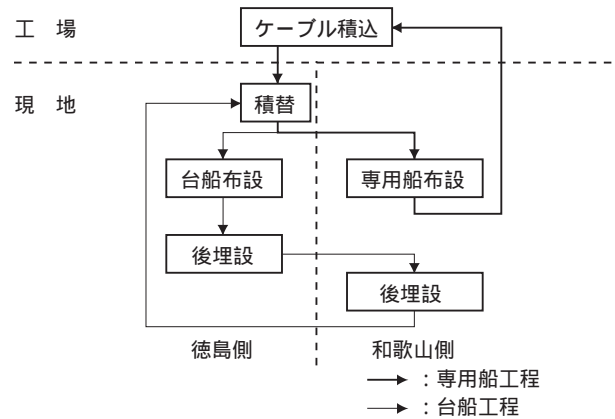 工 場
ケーブル積込
現 地
積替
台船布設
専用船布設
後埋設
後埋設
徳島側
和歌山側
：専用船工程
：台船工程